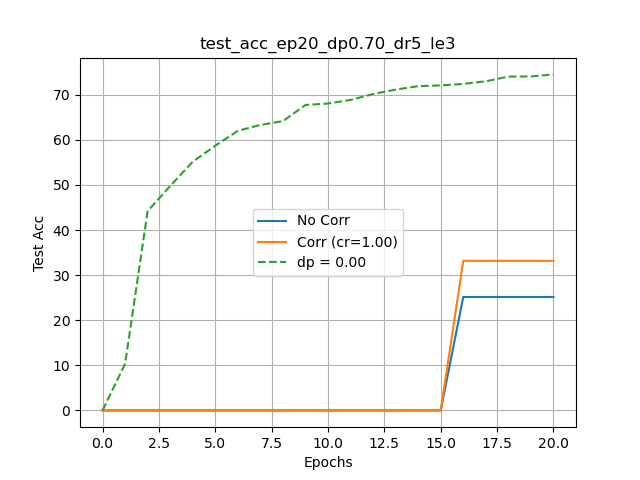 test_acc_ep20_dp0.70_dr5_le3
Test Acc
70
60
50
40
30
20
10
0
No Corr
Corr (cr=1.00)
dp = 0.00
0.0 2.5 5.0 7.5 10.0 12.5 15.0 17.5 20.0
Epochs